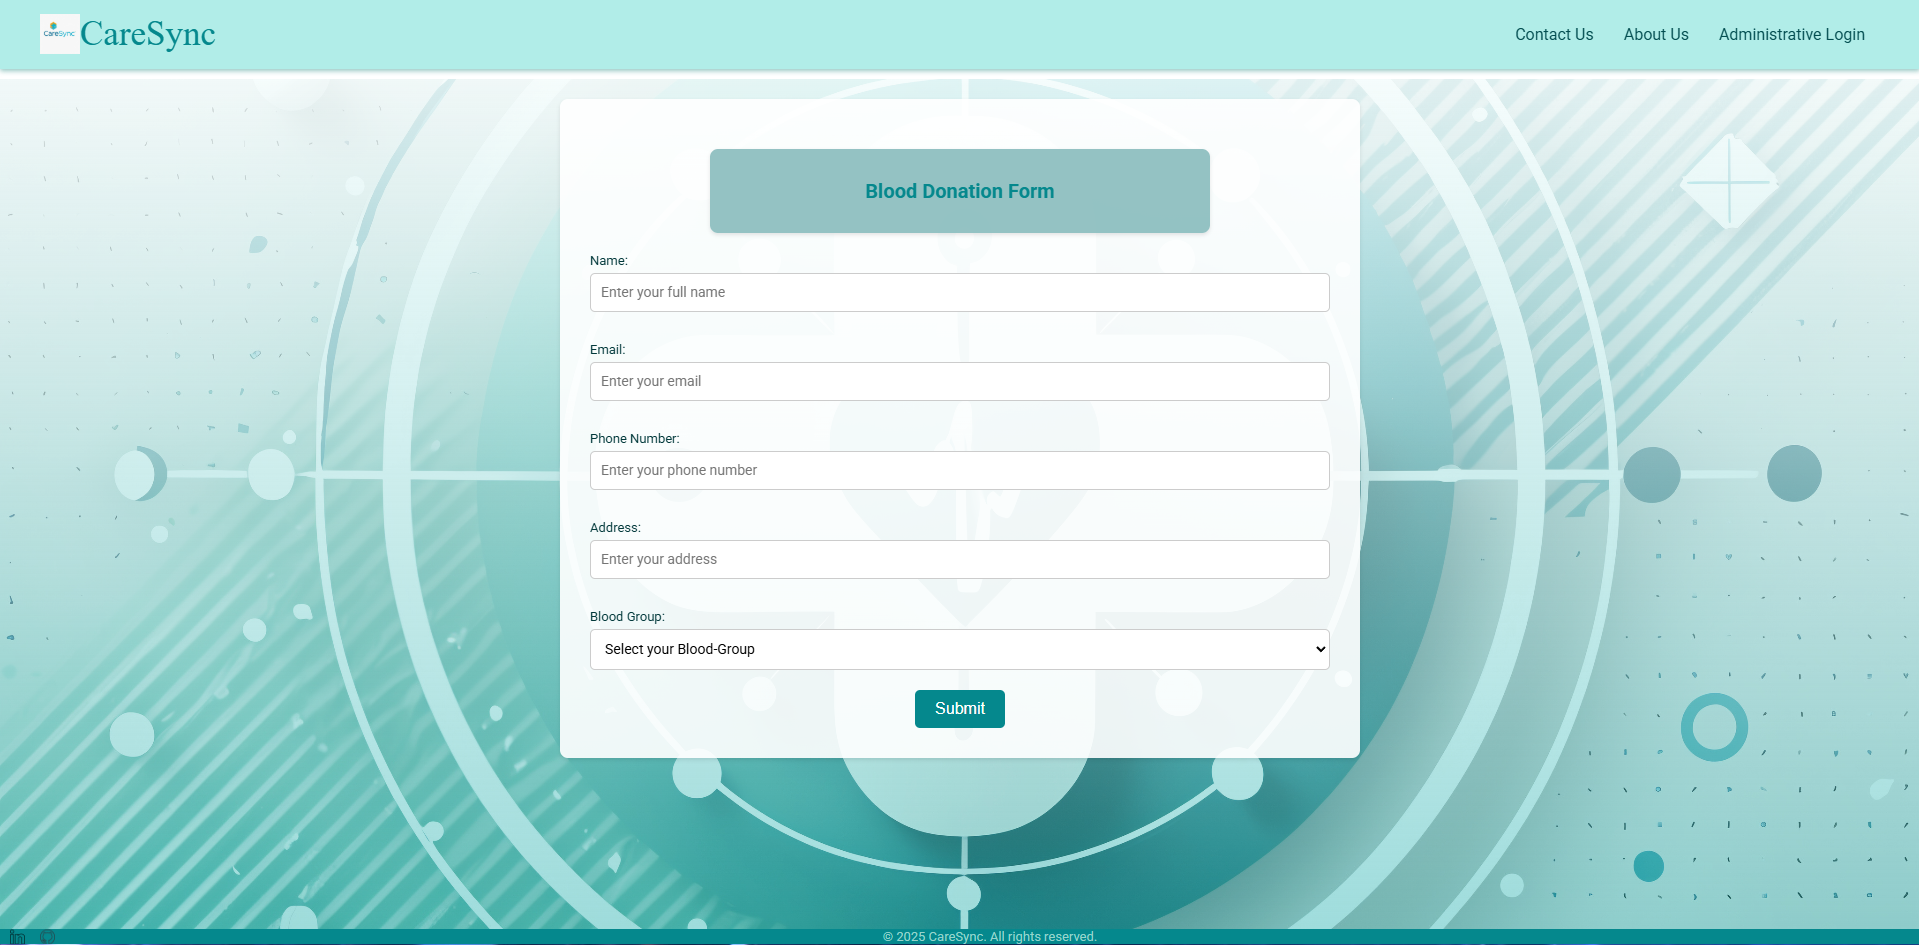 CareSync CareSync Contact Us About Us Administrative Login
Blood Donation Form
Name:
Enter your full name
Email:
Enter your email
Phone Number:
Enter your phone number
Address:
Enter your address
Blood Group:
Select your Blood-Group
Submit
in © 2025 CareSync. All rights reserved.